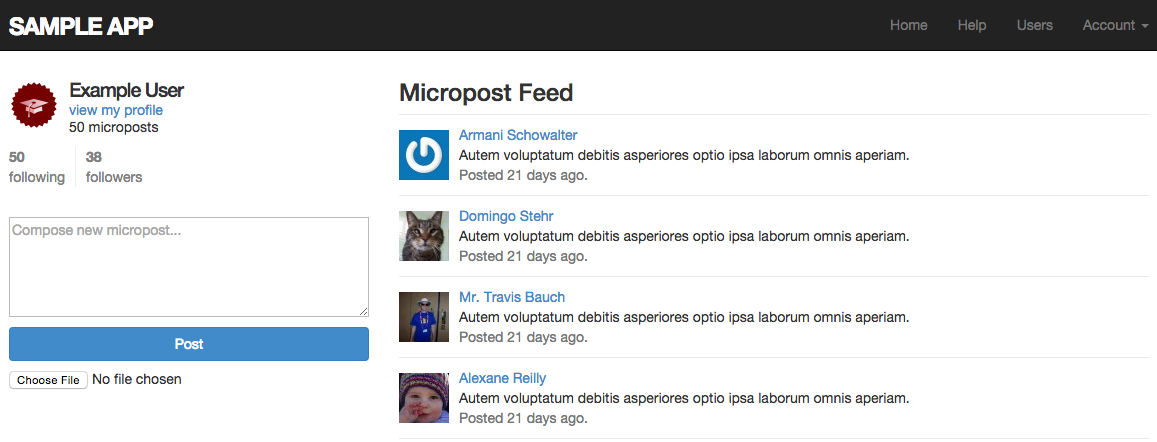 SAMPLE APP
Home Help Users Account
Example User
view my profile
50 microposts
50 38
following followers
Compose new micropost...
Post
Choose File No file chosen
Micropost Feed
Armani Schowalter
Autem voluptatum debitis asperiores optio ipsa laborum omnis aperiam.
Posted 21 days ago.
Domingo Stehr
Autem voluptatum debitis asperiores optio ipsa laborum omnis aperiam.
Posted 21 days ago.
Mr. Travis Bauch
Autem voluptatum debitis asperiores optio ipsa laborum omnis aperiam.
Posted 21 days ago.
Alexane Reilly
Autem voluptatum debitis asperiores optio ipsa laborum omnis aperiam.
Posted 21 days ago.